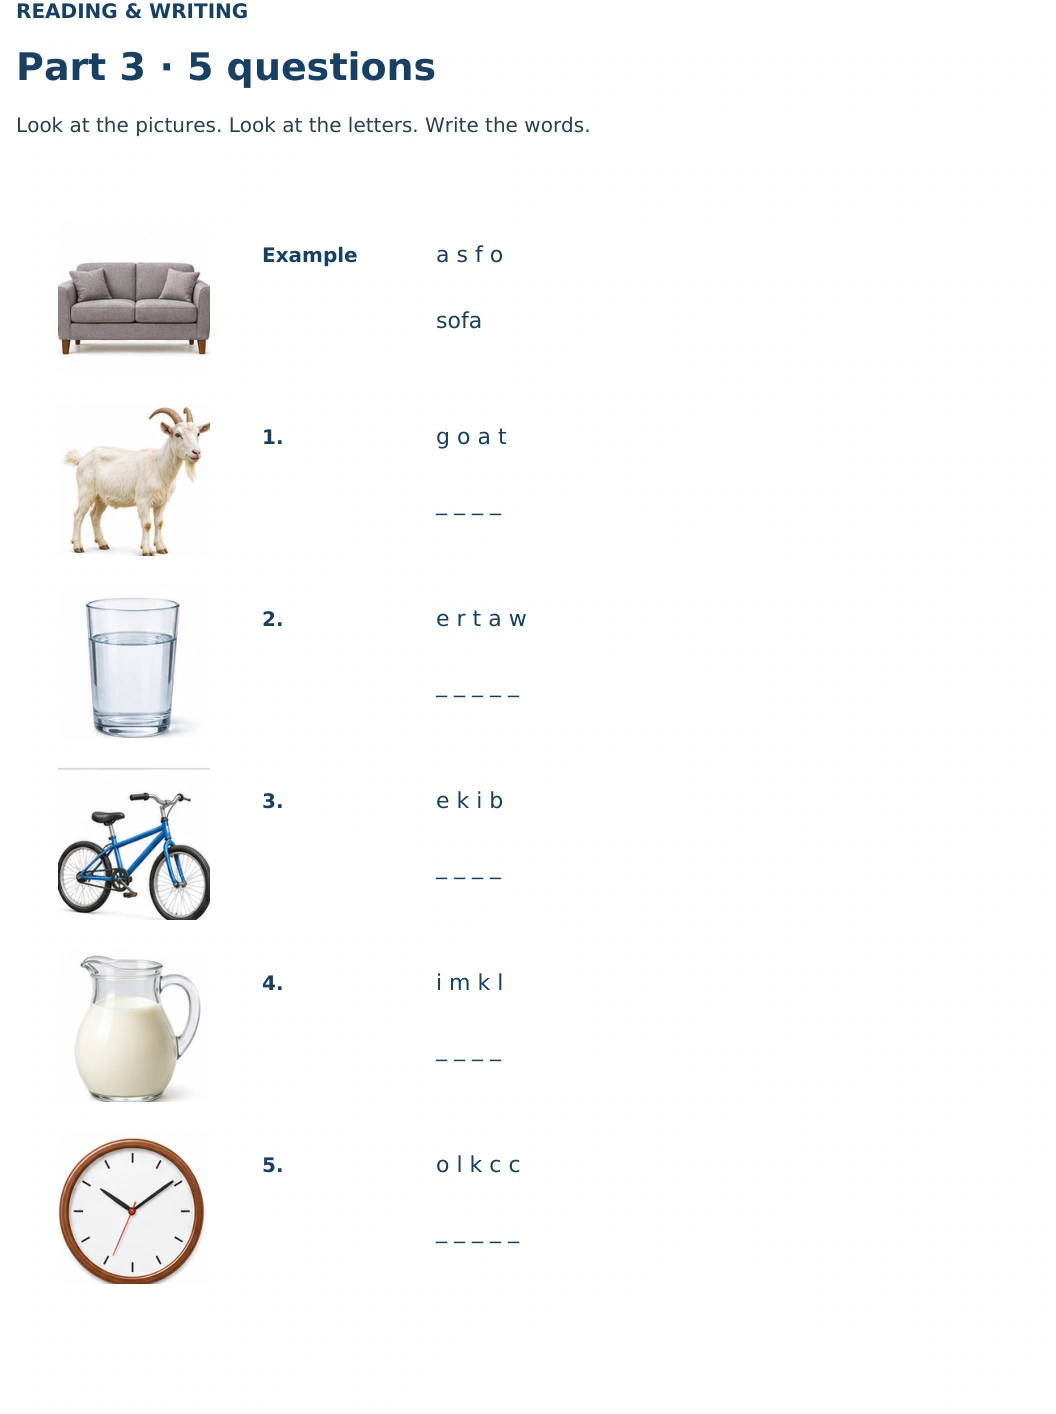 READING & WRITING
Part 3 · 5 questions
Look at the pictures. Look at the letters. Write the words.
Example a s f o
sofa
1. g o a t
_ _ _ _
2. e r t a w
_ _ _ _ _
3. e k i b
_ _ _ _
4. i m k l
_ _ _ _
5. o l k c c
_ _ _ _ _